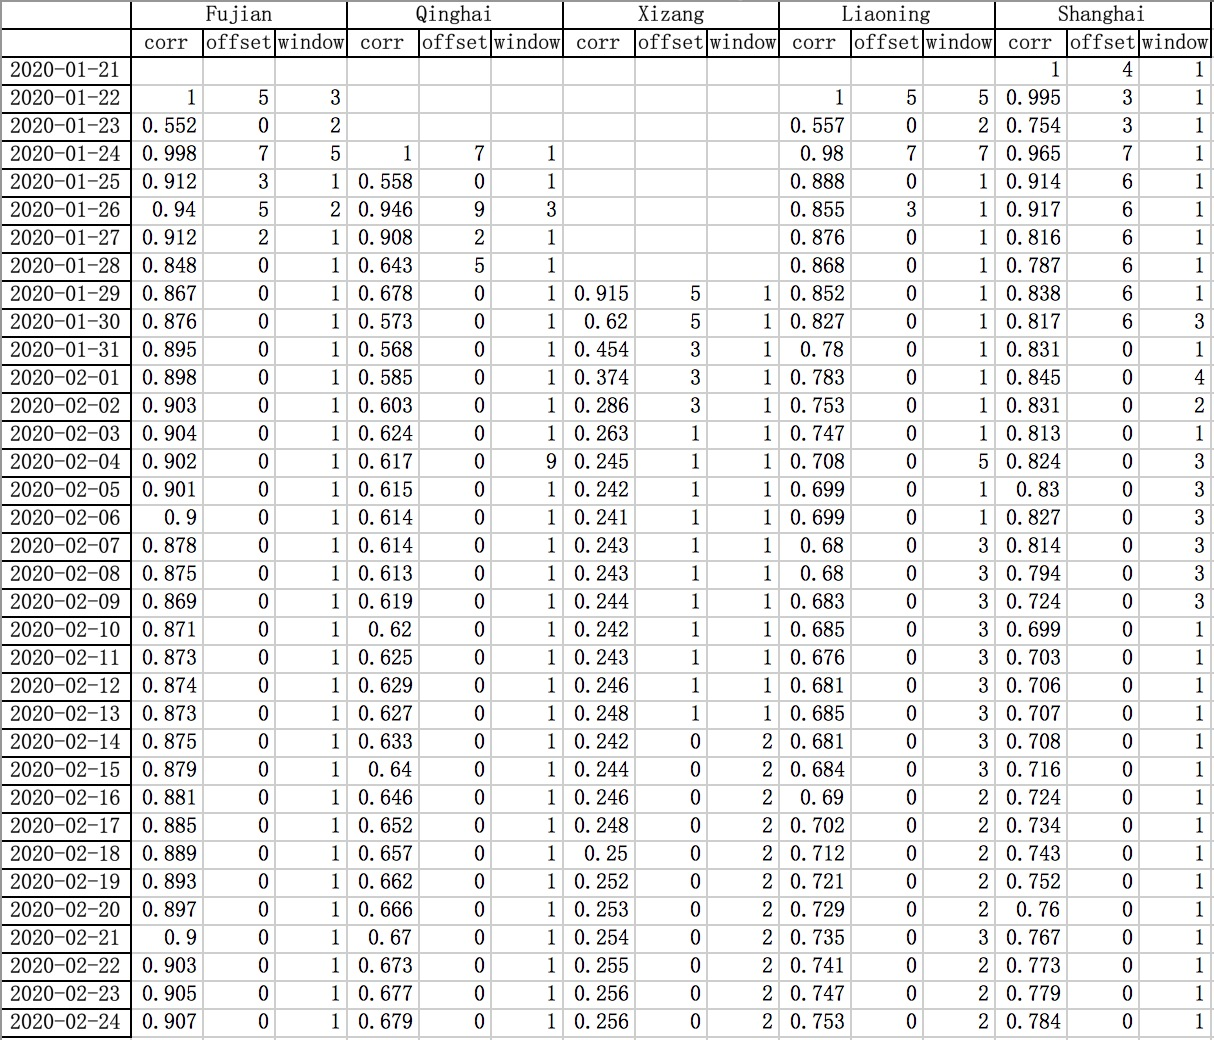 Fujian Qinghai Xizang Liaoning Shanghai
corr offset window corr offset window corr offset window corr offset window corr offset window
2020-01-21 1 4 1
2020-01-22 1 5 3 1 5 5 0.995 3 1
2020-01-23 0.552 0 2 0.557 0 2 0.754 3 1
2020-01-24 0.998 7 5 1 7 1 0.98 7 7 0.965 7 1
2020-01-25 0.912 3 1 0.558 0 1 0.888 0 1 0.914 6 1
2020-01-26 0.94 5 2 0.946 9 3 0.855 3 1 0.917 6 1
2020-01-27 0.912 2 1 0.908 2 1 0.876 0 1 0.816 6 1
2020-01-28 0.848 0 1 0.643 5 1 0.868 0 1 0.787 6 1
2020-01-29 0.867 0 1 0.678 0 1 0.915 5 1 0.852 0 1 0.838 6 1
2020-01-30 0.876 0 1 0.573 0 1 0.62 5 1 0.827 0 1 0.817 6 3
2020-01-31 0.895 0 1 0.568 0 1 0.454 3 1 0.78 0 1 0.831 0 1
2020-02-01 0.898 0 1 0.585 0 1 0.374 3 1 0.783 0 1 0.845 0 4
2020-02-02 0.903 0 1 0.603 0 1 0.286 3 1 0.753 0 1 0.831 0 2
2020-02-03 0.904 0 1 0.624 0 1 0.263 1 1 0.747 0 1 0.813 0 1
2020-02-04 0.902 0 1 0.617 0 9 0.245 1 1 0.708 0 5 0.824 0 3
2020-02-05 0.901 0 1 0.615 0 1 0.242 1 1 0.699 0 1 0.83 0 3
2020-02-06 0.9 0 1 0.614 0 1 0.241 1 1 0.699 0 1 0.827 0 3
2020-02-07 0.878 0 1 0.614 0 1 0.243 1 1 0.68 0 3 0.814 0 3
2020-02-08 0.875 0 1 0.613 0 1 0.243 1 1 0.68 0 3 0.794 0 3
2020-02-09 0.869 0 1 0.619 0 1 0.244 1 1 0.683 0 3 0.724 0 3
2020-02-10 0.871 0 1 0.62 0 1 0.242 1 1 0.685 0 3 0.699 0 1
2020-02-11 0.873 0 1 0.625 0 1 0.243 1 1 0.676 0 3 0.703 0 1
2020-02-12 0.874 0 1 0.629 0 1 0.246 1 1 0.681 0 3 0.706 0 1
2020-02-13 0.873 0 1 0.627 0 1 0.248 1 1 0.685 0 3 0.707 0 1
2020-02-14 0.875 0 1 0.633 0 1 0.242 0 2 0.681 0 3 0.708 0 1
2020-02-15 0.879 0 1 0.64 0 1 0.244 0 2 0.684 0 3 0.716 0 1
2020-02-16 0.881 0 1 0.646 0 1 0.246 0 2 0.69 0 2 0.724 0 1
2020-02-17 0.885 0 1 0.652 0 1 0.248 0 2 0.702 0 2 0.734 0 1
2020-02-18 0.889 0 1 0.657 0 1 0.25 0 2 0.712 0 2 0.743 0 1
2020-02-19 0.893 0 1 0.662 0 1 0.252 0 2 0.721 0 2 0.752 0 1
2020-02-20 0.897 0 1 0.666 0 1 0.253 0 2 0.729 0 2 0.76 0 1
2020-02-21 0.9 0 1 0.67 0 1 0.254 0 2 0.735 0 3 0.767 0 1
2020-02-22 0.903 0 1 0.673 0 1 0.255 0 2 0.741 0 2 0.773 0 1
2020-02-23 0.905 0 1 0.677 0 1 0.256 0 2 0.747 0 2 0.779 0 1
2020-02-24 0.907 0 1 0.679 0 1 0.256 0 2 0.753 0 2 0.784 0 1